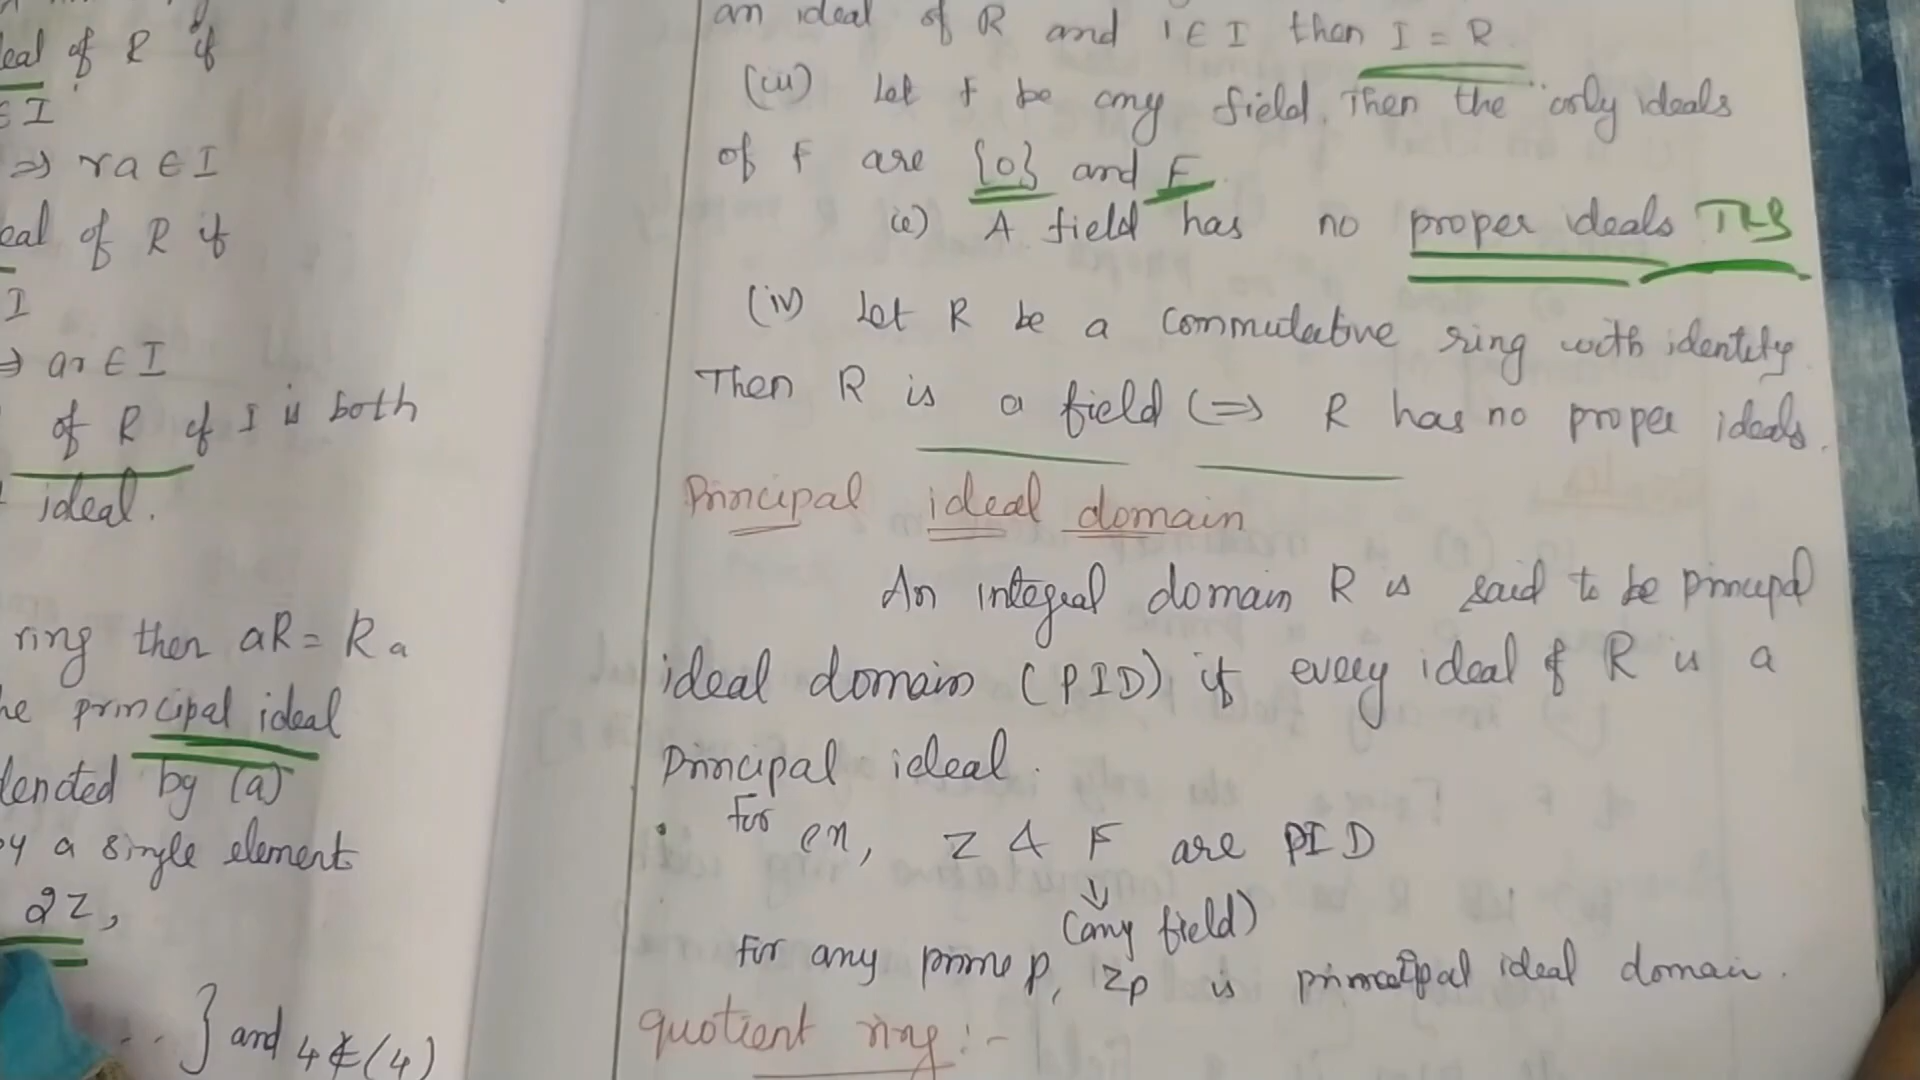 eal of R if
∈ I
⇒ ra ∈ I
eal of R if
I
⇒ ar ∈ I
of R if I is both
ideal.
ring then aR = Ra
he principal ideal
denoted by (a)
by a single element
2Z,
.. } and 4 ∉ (4)
an ideal of R and 1 ∈ I then I = R.
(iii) Let F be any field. Then the only ideals
of F are {0} and F.
(ie) A field has no proper ideals TRB
(iv) Let R be a commutative ring with identity.
Then R is a field (=> R has no proper ideals.
Principal ideal domain
An integral domain R is said to be principal
ideal domain (PID) if every ideal of R is a
Principal ideal.
For ex, Z & F are PID
↓
(any field)
For any prime p, Zp is principal ideal domain.
quotient ring :-